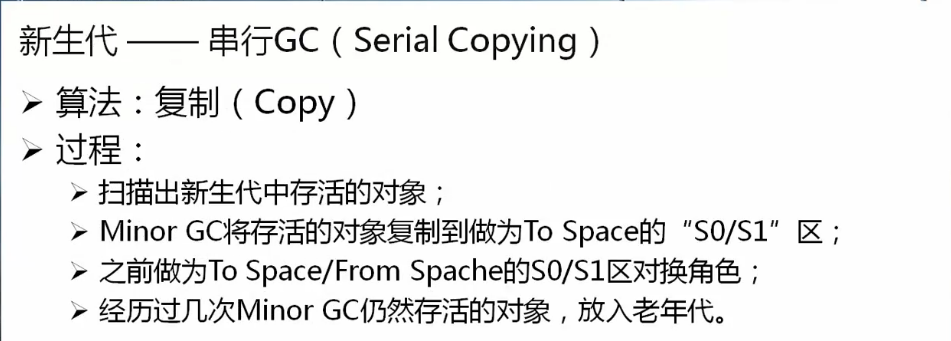 新生代 —— 串行GC（Serial Copying）
➢ 算法：复制（Copy）
➢ 过程：
➢ 扫描出新生代中存活的对象；
➢ Minor GC将存活的对象复制到做为To Space的“S0/S1”区；
➢ 之前做为To Space/From Spache的S0/S1区对换角色；
➢ 经历过几次Minor GC仍然存活的对象，放入老年代。